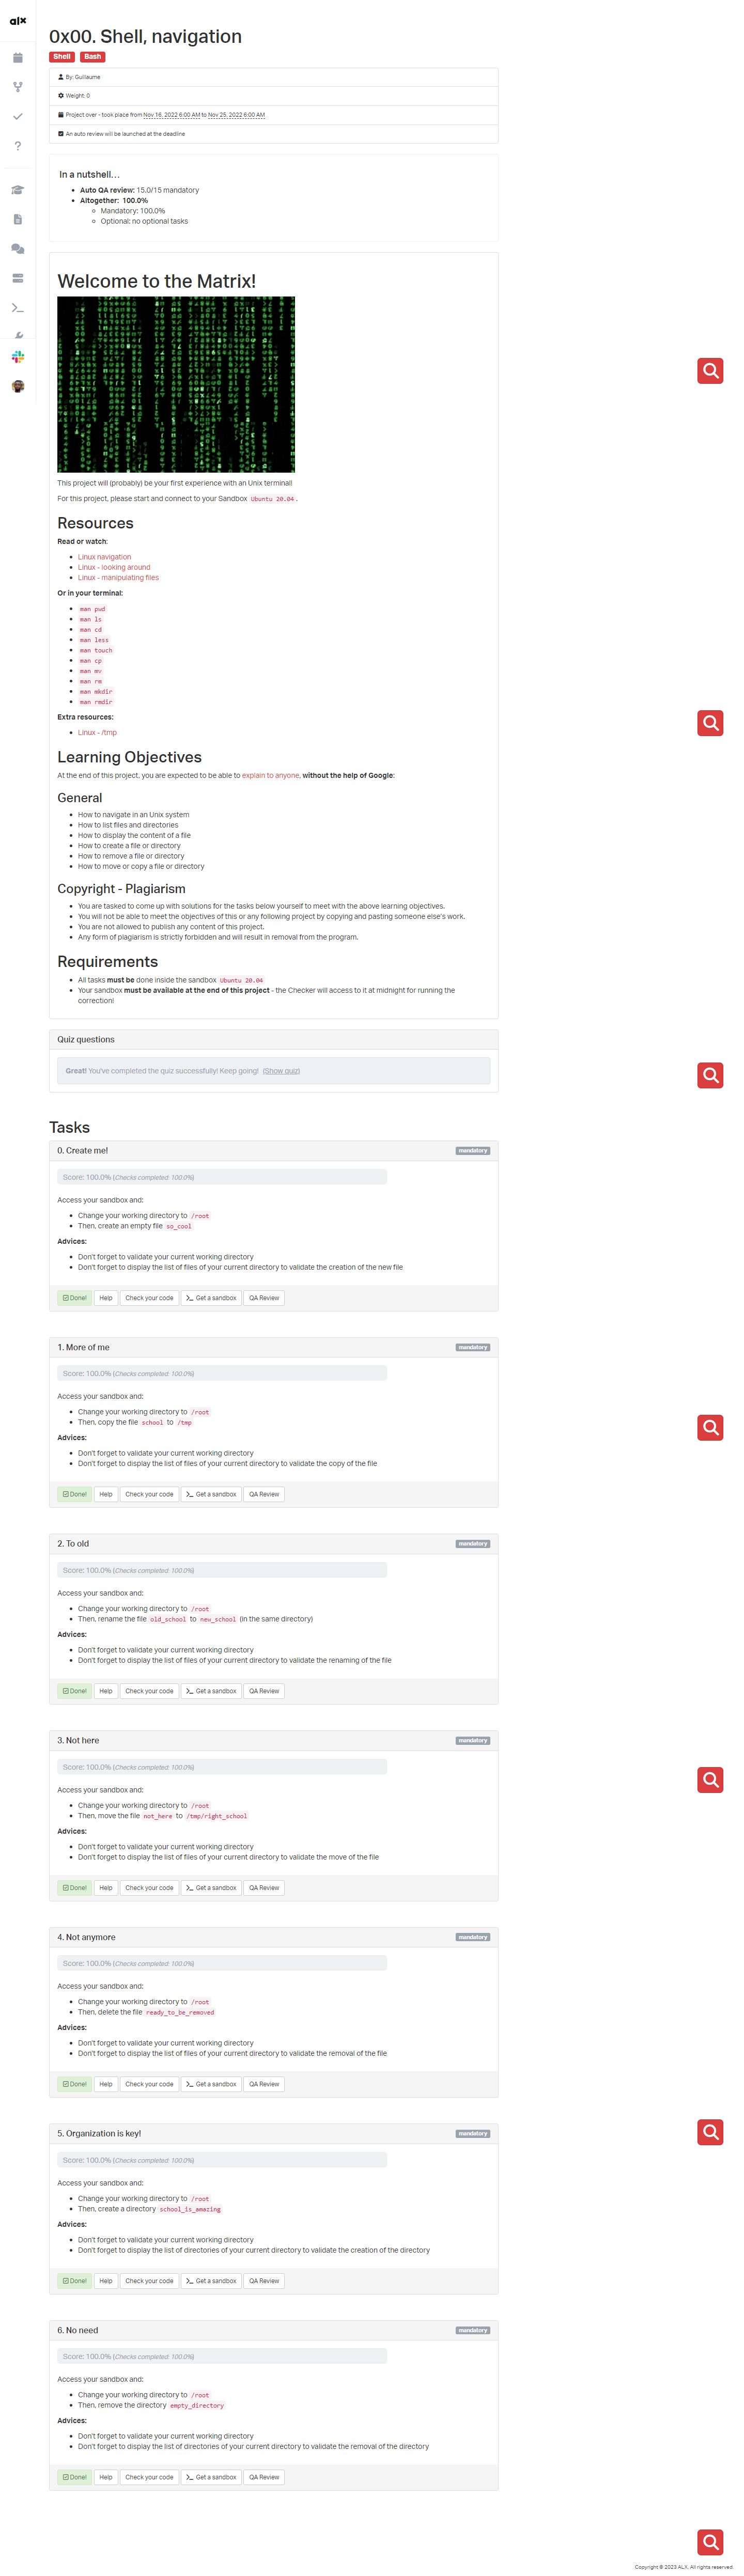 alx
0x00. Shell, navigation
Shell Bash
By: Guillaume
Weight: 0
Project over - took place from Nov 16, 2022 6:00 AM to Nov 25, 2022 6:00 AM
An auto review will be launched at the deadline
In a nutshell…
Auto QA review: 15.0/15 mandatory
Altogether: 100.0%
Mandatory: 100.0%
Optional: no optional tasks
Welcome to the Matrix!
This project will (probably) be your first experience with an Unix terminal!
For this project, please start and connect to your Sandbox Ubuntu 20.04.
Resources
Read or watch:
Linux navigation
Linux - looking around
Linux - manipulating files
Or in your terminal:
man pwd
man ls
man cd
man less
man touch
man cp
man mv
man rm
man mkdir
man rmdir
Extra resources:
Linux - /tmp
Learning Objectives
At the end of this project, you are expected to be able to explain to anyone, without the help of Google:
General
How to navigate in an Unix system
How to list files and directories
How to display the content of a file
How to create a file or directory
How to remove a file or directory
How to move or copy a file or directory
Copyright - Plagiarism
You are tasked to come up with solutions for the tasks below yourself to meet with the above learning objectives.
You will not be able to meet the objectives of this or any following project by copying and pasting someone else's work.
You are not allowed to publish any content of this project.
Any form of plagiarism is strictly forbidden and will result in removal from the program.
Requirements
All tasks must be done inside the sandbox Ubuntu 20.04
Your sandbox must be available at the end of this project - the Checker will access to it at midnight for running the
correction!
Quiz questions
Great! You've completed the quiz successfully! Keep going! (Show quiz)
Tasks
0. Create me! mandatory
Score: 100.0% (Checks completed: 100.0%)
Access your sandbox and:
Change your working directory to /root
Then, create an empty file so_cool
Advices:
Don't forget to validate your current working directory
Don't forget to display the list of files of your current directory to validate the creation of the new file
Done! Help Check your code Get a sandbox QA Review
1. More of me mandatory
Score: 100.0% (Checks completed: 100.0%)
Access your sandbox and:
Change your working directory to /root
Then, copy the file school to /tmp
Advices:
Don't forget to validate your current working directory
Don't forget to display the list of files of your current directory to validate the copy of the file
Done! Help Check your code Get a sandbox QA Review
2. To old mandatory
Score: 100.0% (Checks completed: 100.0%)
Access your sandbox and:
Change your working directory to /root
Then, rename the file old_school to new_school (in the same directory)
Advices:
Don't forget to validate your current working directory
Don't forget to display the list of files of your current directory to validate the renaming of the file
Done! Help Check your code Get a sandbox QA Review
3. Not here mandatory
Score: 100.0% (Checks completed: 100.0%)
Access your sandbox and:
Change your working directory to /root
Then, move the file not_here to /tmp/right_school
Advices:
Don't forget to validate your current working directory
Don't forget to display the list of files of your current directory to validate the move of the file
Done! Help Check your code Get a sandbox QA Review
4. Not anymore mandatory
Score: 100.0% (Checks completed: 100.0%)
Access your sandbox and:
Change your working directory to /root
Then, delete the file ready_to_be_removed
Advices:
Don't forget to validate your current working directory
Don't forget to display the list of files of your current directory to validate the removal of the file
Done! Help Check your code Get a sandbox QA Review
5. Organization is key! mandatory
Score: 100.0% (Checks completed: 100.0%)
Access your sandbox and:
Change your working directory to /root
Then, create a directory school_is_amazing
Advices:
Don't forget to validate your current working directory
Don't forget to display the list of directories of your current directory to validate the creation of the directory
Done! Help Check your code Get a sandbox QA Review
6. No need mandatory
Score: 100.0% (Checks completed: 100.0%)
Access your sandbox and:
Change your working directory to /root
Then, remove the directory empty_directory
Advices:
Don't forget to validate your current working directory
Don't forget to display the list of directories of your current directory to validate the removal of the directory
Done! Help Check your code Get a sandbox QA Review
Copyright © 2023 ALX, All rights reserved.